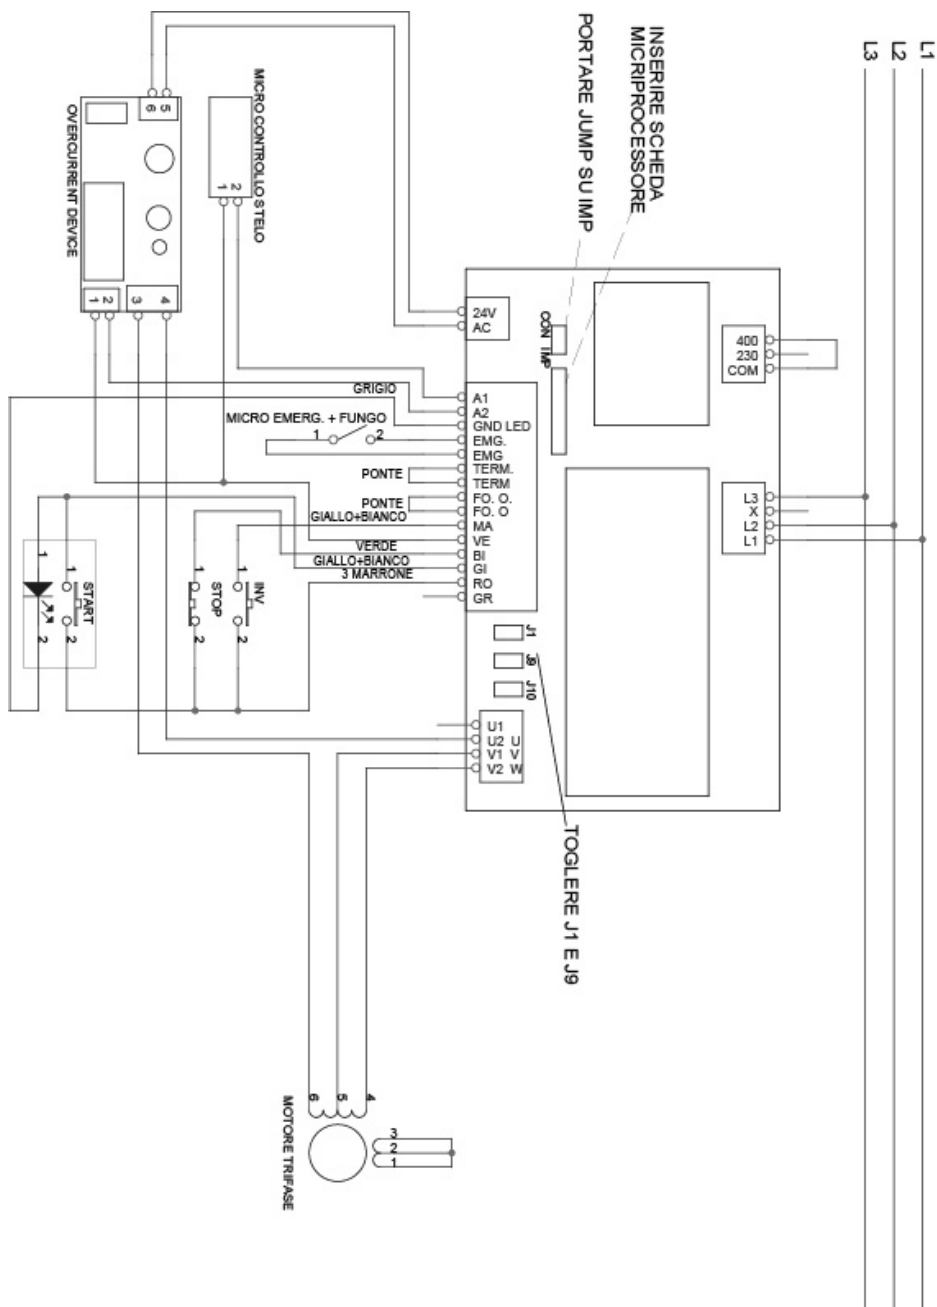 L1
L2
L3
INSERIRE SCHEDA
MICRIPROCESSORE
PORTARE JUMP SU IMP
MICRO CONTROLLO STELO
1
2
OVERCURRENT DEVICE
6
5
1
2
3
4
24V
AC
CON IMP
400
230
COM
GRIGIO
MICRO EMERG. + FUNGO
1
2
PONTE
PONTE
GIALLO+BIANCO
VERDE
GIALLO+BIANCO
3 MARRONE
A1
A2
GND LED
EMG.
EMG
TERM.
TERM
FO. O.
FO. O
MA
VE
BI
GI
RO
GR
L3
X
L2
L1
1
2
1
START
2
1
STOP
2
1
INV
2
J1
J9
J10
U1
U2 U
V1 V
V2 W
TOGLERE J1 E J9
6
5
4
3
2
1
MOTORE TRIFASE